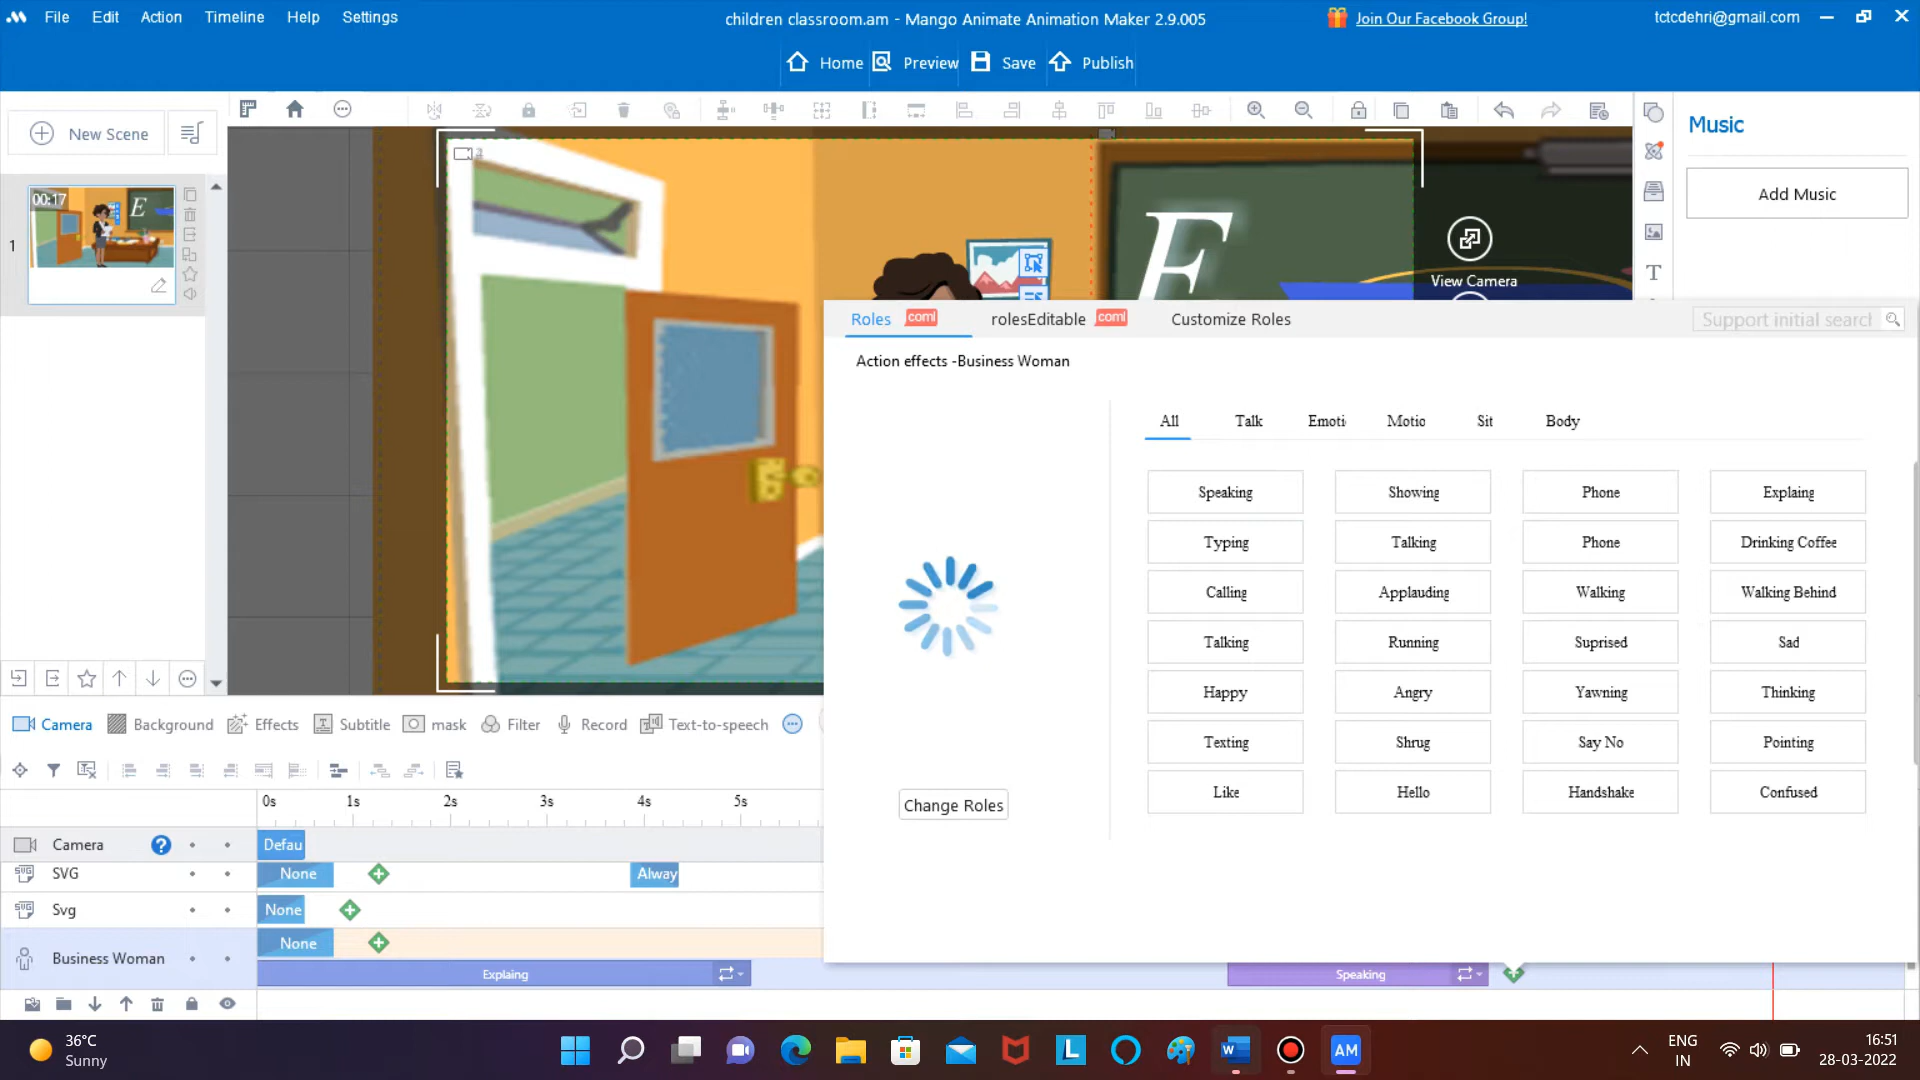 File Edit Action Timeline Help Settings
children classroom.am - Mango Animate Animation Maker 2.9.005
Join Our Facebook Group!
tctcdehri@gmail.com
Home Preview Save Publish
New Scene
Music
Add Music
1
00:17
E
E
View Camera
T
Roles com! rolesEditable com! Customize Roles
Support initial search
Action effects -Business Woman
All Talk Emoti Motio Sit Body
Speaking Showing Phone Explaing
Typing Talking Phone Drinking Coffee
Calling Applauding Walking Walking Behind
Talking Running Suprised Sad
Happy Angry Yawning Thinking
Texting Shrug Say No Pointing
Like Hello Handshake Confused
Change Roles
Camera Background Effects Subtitle mask Filter Record Text-to-speech
0s 1s 2s 3s 4s 5s
Camera ? Defau
SVG SVG None Alway
SVG Svg None
Business Woman None
Explaing Speaking
36°C
Sunny
L W AM
ENG
IN
16:51
28-03-2022